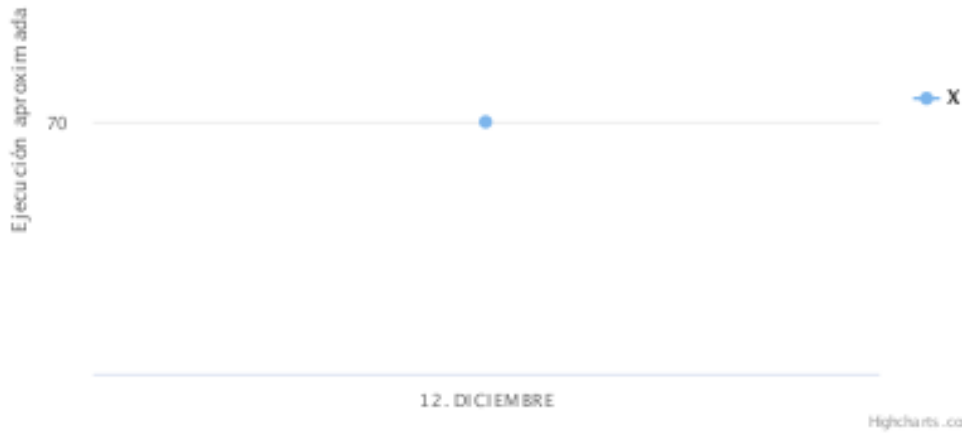 Ejecución aproximada
70
X
12. DICIEMBRE
Highcharts.co